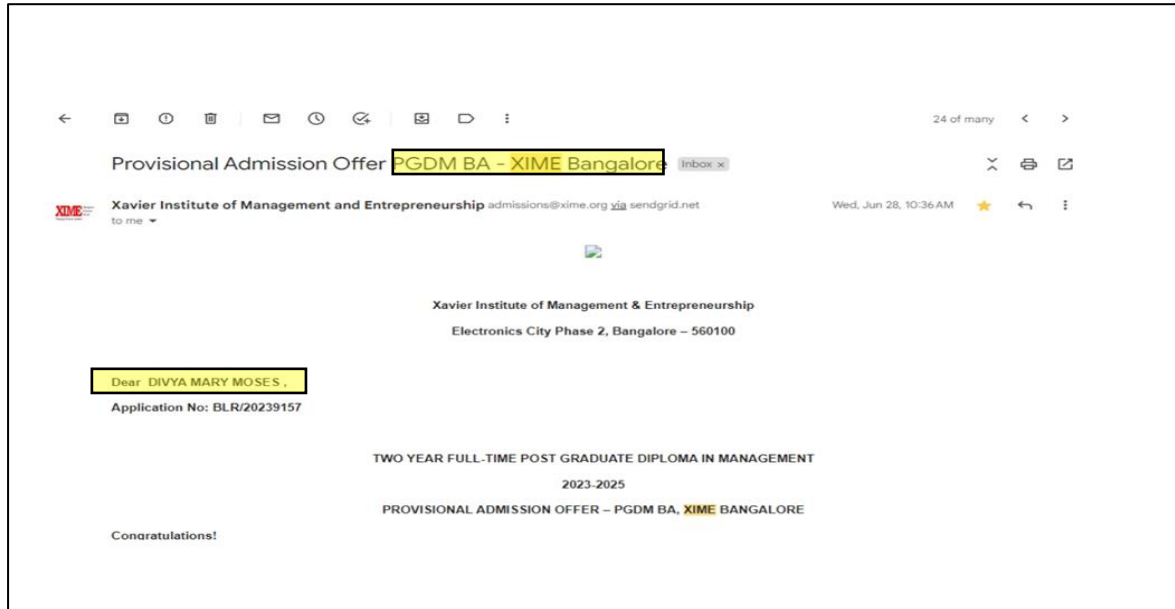 24 of many
Provisional Admission Offer PGDM BA - XIME Bangalore Inbox x
XIME
Xavier Institute of Management and Entrepreneurship admissions@xime.org via sendgrid.net Wed, Jun 28, 10:36 AM
to me
Xavier Institute of Management & Entrepreneurship
Electronics City Phase 2, Bangalore – 560100
Dear DIVYA MARY MOSES ,
Application No: BLR/20239157
TWO YEAR FULL-TIME POST GRADUATE DIPLOMA IN MANAGEMENT
2023-2025
PROVISIONAL ADMISSION OFFER – PGDM BA, XIME BANGALORE
Congratulations!